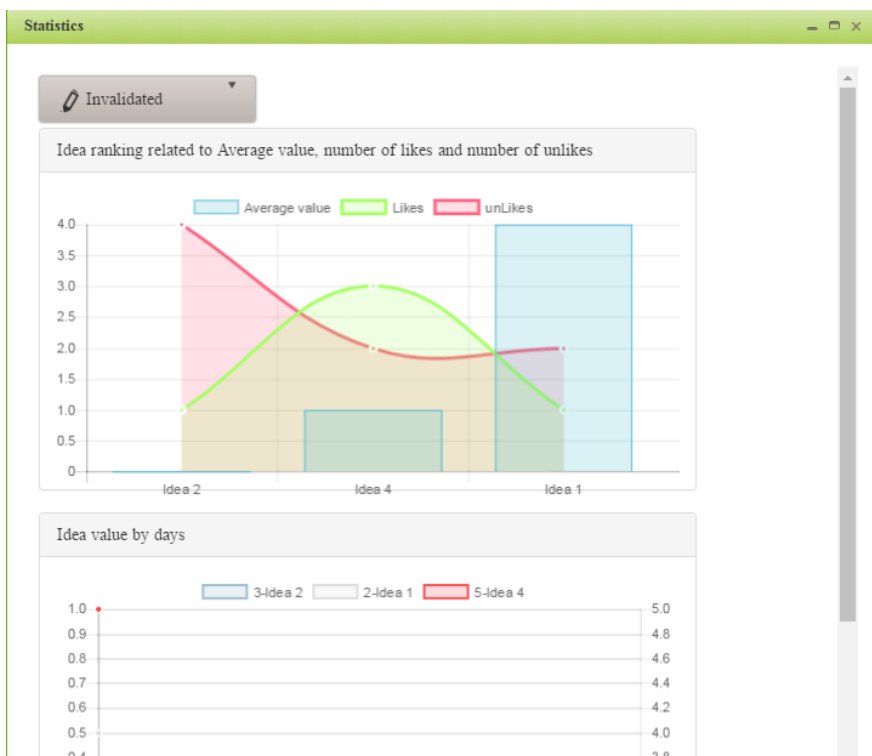 Statistics
Invalidated
Idea ranking related to Average value, number of likes and number of unlikes
Average value Likes unLikes
4.0
3.5
3.0
2.5
2.0
1.5
1.0
0.5
0
Idea 2 Idea 4 Idea 1
Idea value by days
3-Idea 2 2-Idea 1 5-Idea 4
1.0 5.0
0.9 4.8
0.8 4.6
0.7 4.4
0.6 4.2
0.5 4.0
0.4 3.8